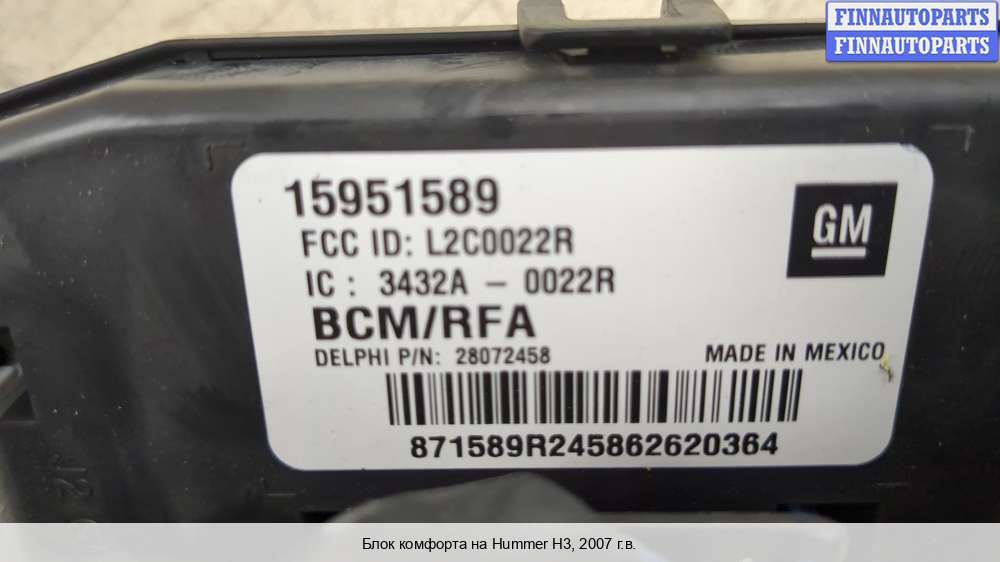 FINNAUTOPARTS
FINNAUTOPARTS
15951589
GM
FCC ID: L2C0022R
IC : 3432A - 0022R
BCM/RFA
DELPHI P/N: 28072458 MADE IN MEXICO
871589R245862620364
J2
Блок комфорта на Hummer H3, 2007 г.в.